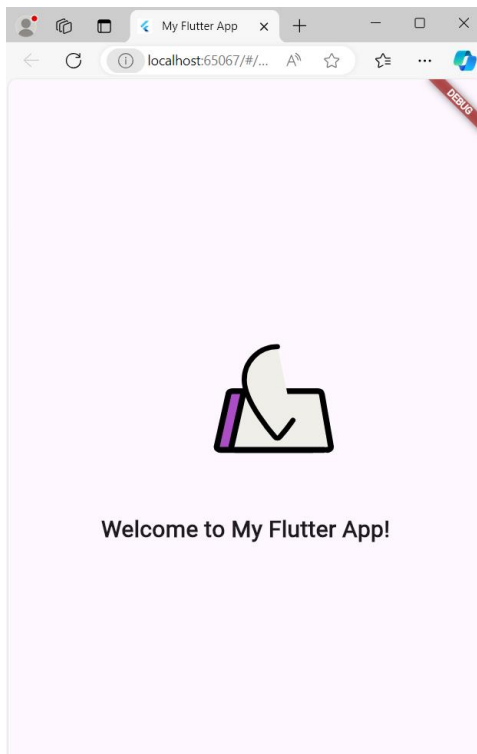 My Flutter App
localhost:65067/#/...
A
DEBUG
Welcome to My Flutter App!